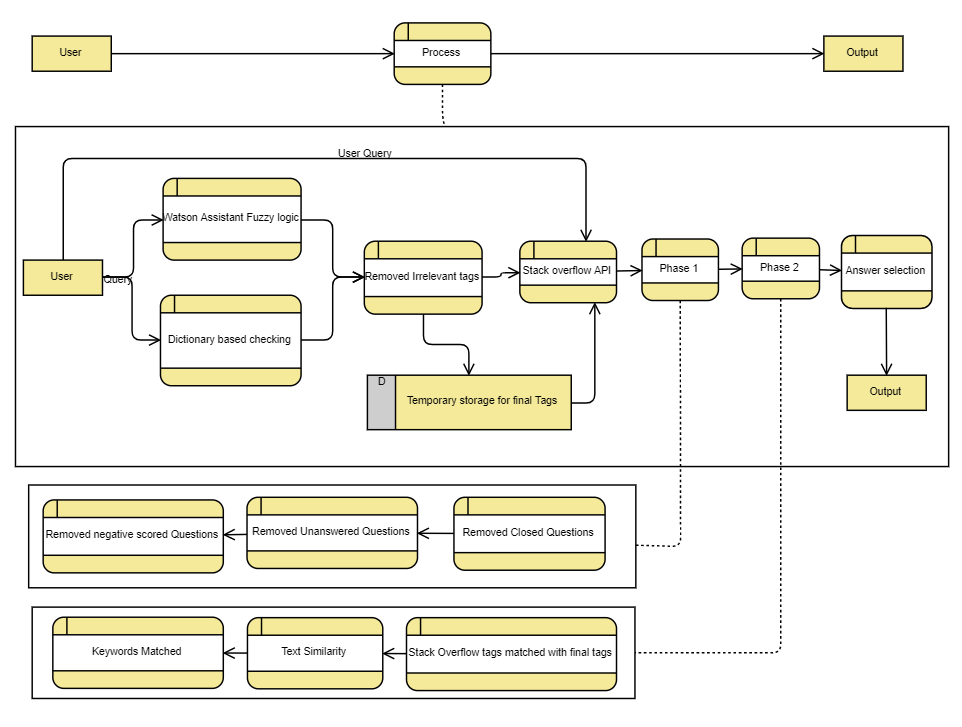 User
Process
Output
User Query
Watson Assistant Fuzzy logic
User
Query
Removed Irrelevant tags
Stack overflow API
Phase 1
Phase 2
Answer selection
Dictionary based checking
D
Temporary storage for final Tags
Output
Removed negative scored Questions
Removed Unanswered Questions
Removed Closed Questions
Keywords Matched
Text Similarity
Stack Overflow tags matched with final tags